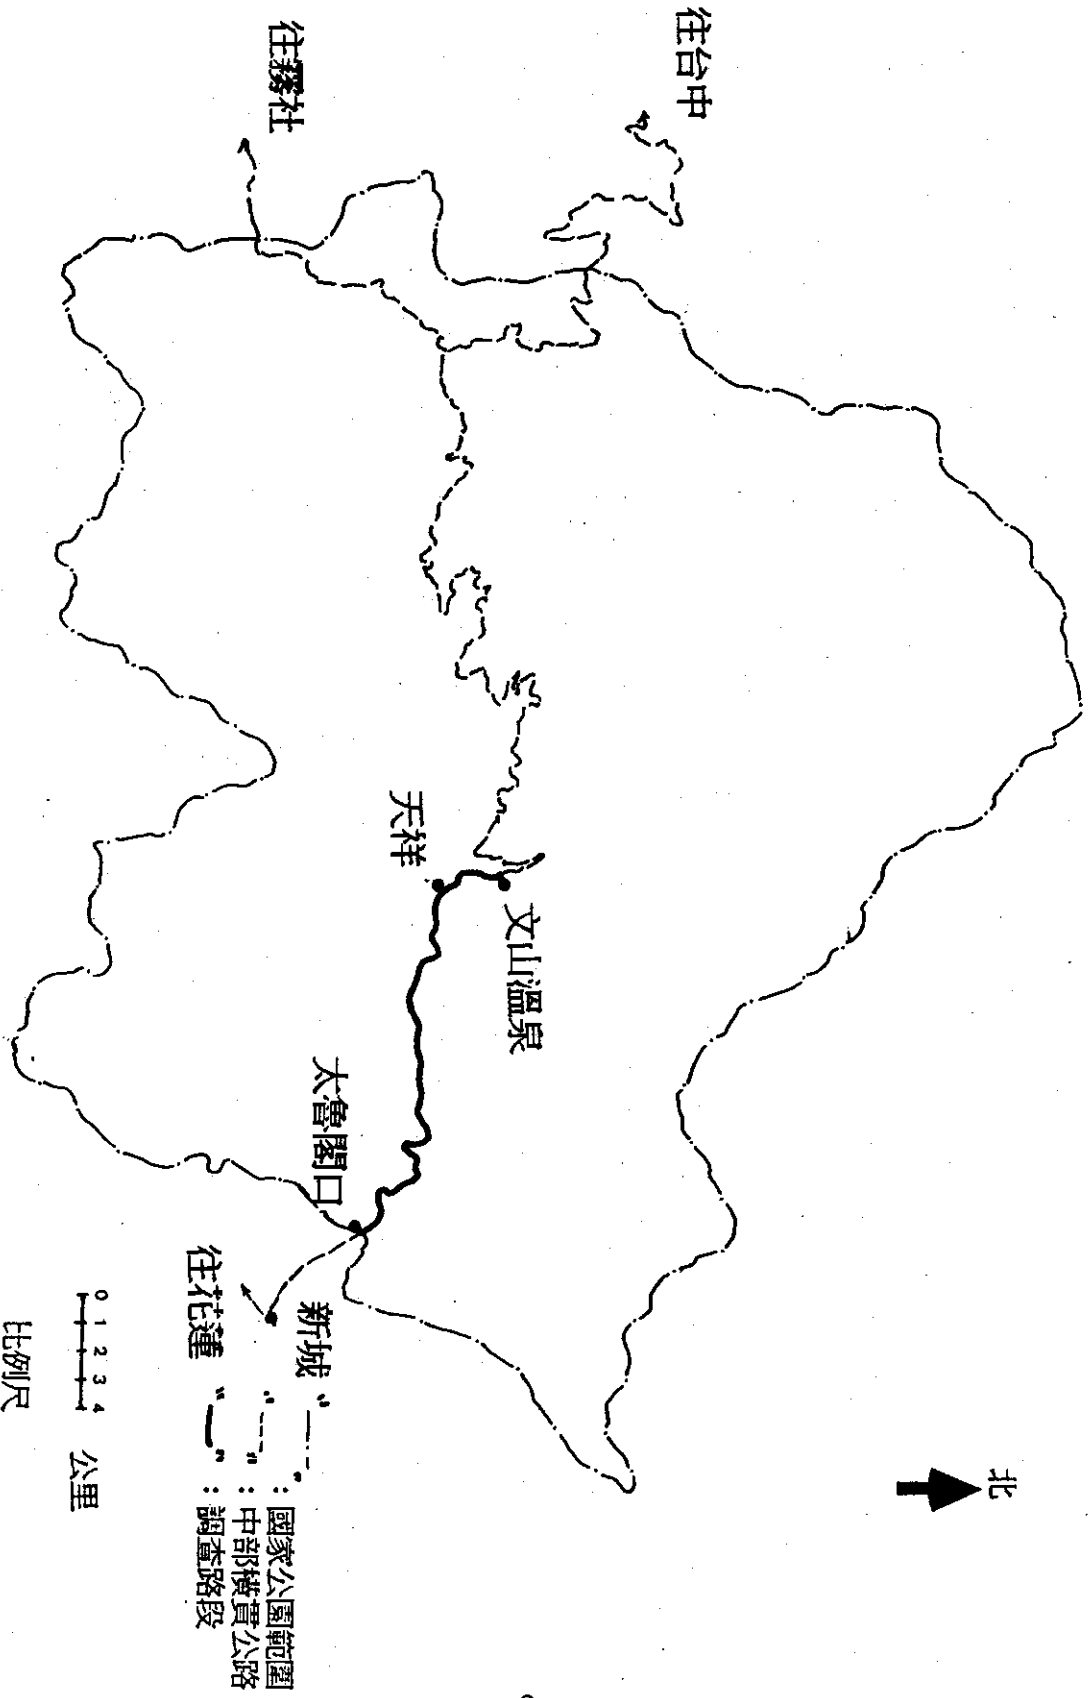 北
往台中
往霧社
天祥
文山溫泉
太魯閣口
新城
往花蓮
"—·—·—" ：國家公園範圍
"-----" ：中部橫貫公路
"——" ：調查路段
0 1 2 3 4 公里
比例尺